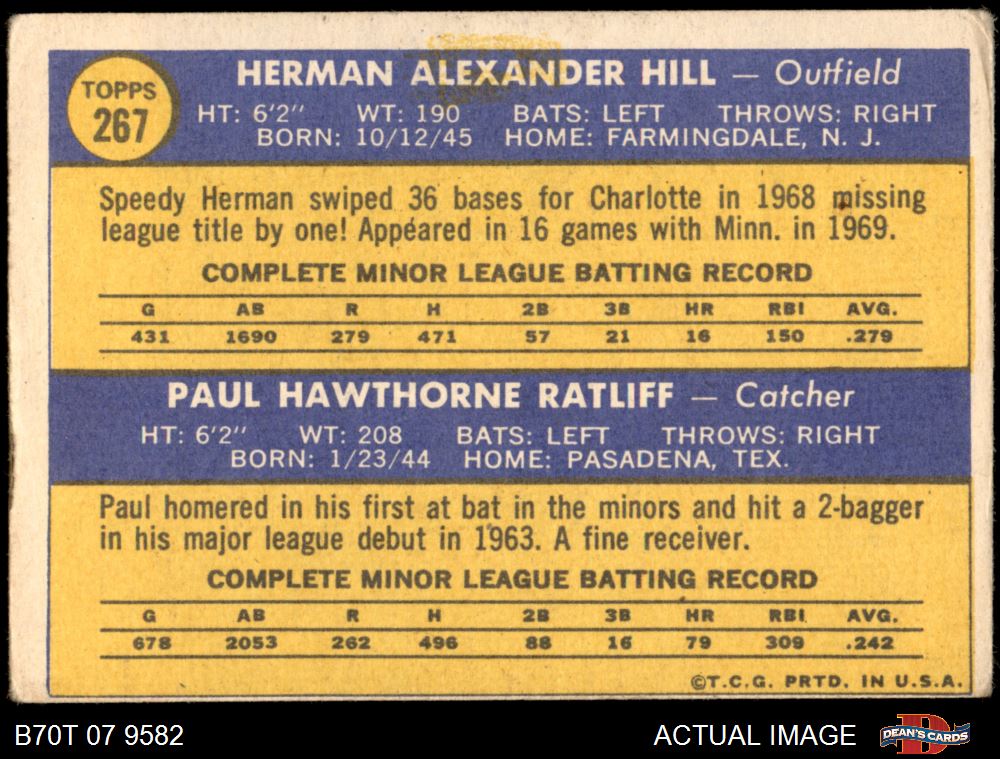 TOPPS
267
HERMAN ALEXANDER HILL — Outfield
HT: 6'2" WT: 190 BATS: LEFT THROWS: RIGHT
BORN: 10/12/45 HOME: FARMINGDALE, N. J.
Speedy Herman swiped 36 bases for Charlotte in 1968 missing
league title by one! Appeared in 16 games with Minn. in 1969.
COMPLETE MINOR LEAGUE BATTING RECORD
G AB R H 2B 3B HR RBI AVG.
431 1690 279 471 57 21 16 150 .279
PAUL HAWTHORNE RATLIFF — Catcher
HT: 6'2" WT: 208 BATS: LEFT THROWS: RIGHT
BORN: 1/23/44 HOME: PASADENA, TEX.
Paul homered in his first at bat in the minors and hit a 2-bagger
in his major league debut in 1963. A fine receiver.
COMPLETE MINOR LEAGUE BATTING RECORD
G AB R H 2B 3B HR RBI AVG.
678 2053 262 496 88 16 79 309 .242
©T.C.G. PRTD. IN U.S.A.
B70T 07 9582 ACTUAL IMAGE D DEAN'S CARDS